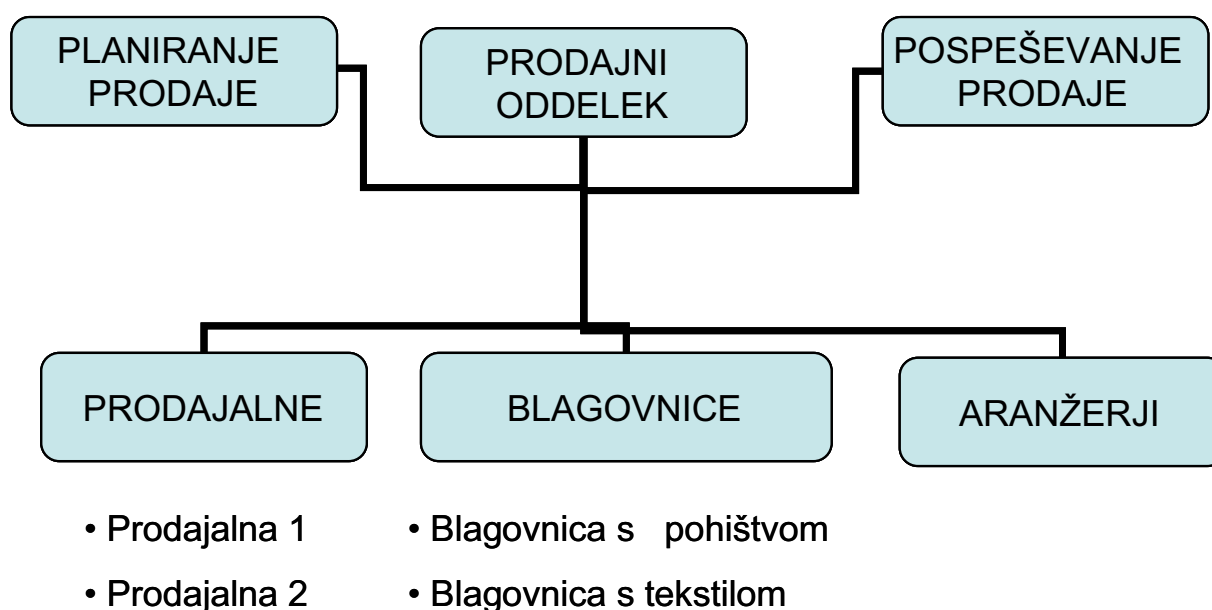 PLANIRANJE
PRODAJE
PRODAJNI
ODDELEK
POSPEŠEVANJE
PRODAJE
PRODAJALNE
BLAGOVNICE
ARANŽERJI
• Prodajalna 1
• Prodajalna 2
• Blagovnica s pohištvom
• Blagovnica s tekstilom